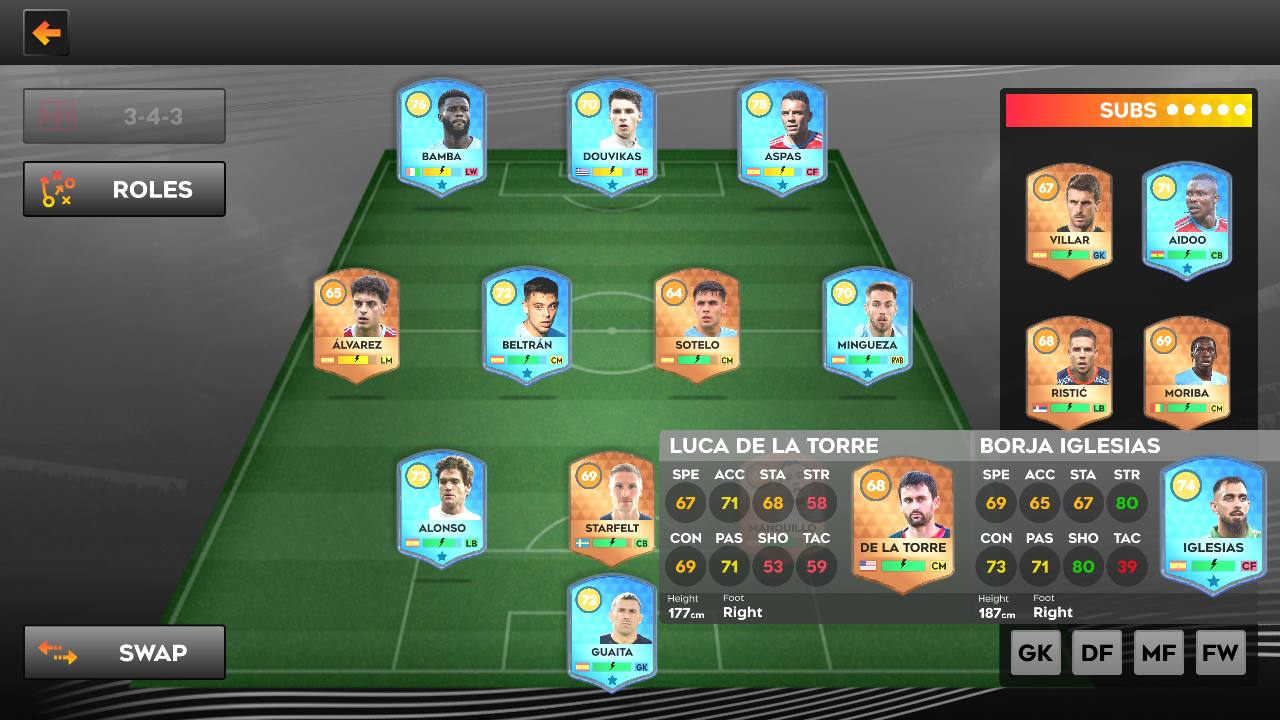 3-4-3
ROLES
SWAP
76
BAMBA
LW
70
DOUVIKAS
CF
78
ASPAS
CF
65
ÁLVAREZ
LM
72
BELTRÁN
CM
64
SOTELO
CM
70
MINGUEZA
RWB
73
ALONSO
LB
69
STARFELT
CB
MANQUILLO
72
GUAITA
GK
SUBS
67
VILLAR
GK
71
AIDOO
CB
68
RISTIĆ
LB
69
MORIBA
CM
LUCA DE LA TORRE
SPE ACC STA STR
67 71 68 58
CON PAS SHO TAC
69 71 53 59
Height Foot
177cm Right
68
DE LA TORRE
CM
BORJA IGLESIAS
SPE ACC STA STR
69 65 67 80
CON PAS SHO TAC
73 71 80 39
Height Foot
187cm Right
74
IGLESIAS
CF
GK DF MF FW